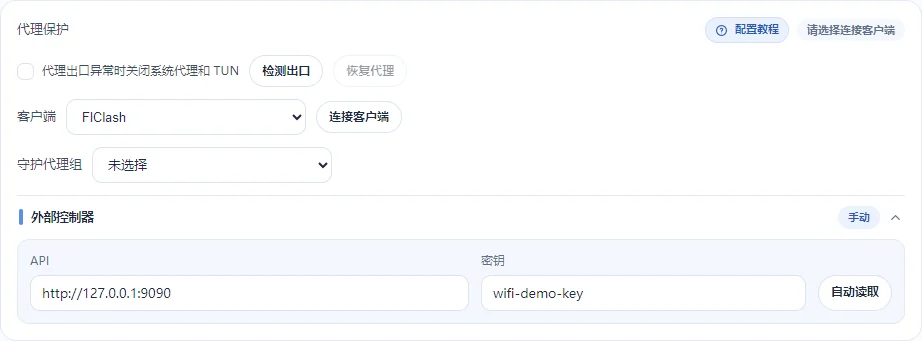 代理保护
配置教程
请选择连接客户端
代理出口异常时关闭系统代理和 TUN
检测出口
恢复代理
客户端
FlClash
连接客户端
守护代理组
未选择
外部控制器
手动
API
密钥
http://127.0.0.1:9090
wifi-demo-key
自动读取